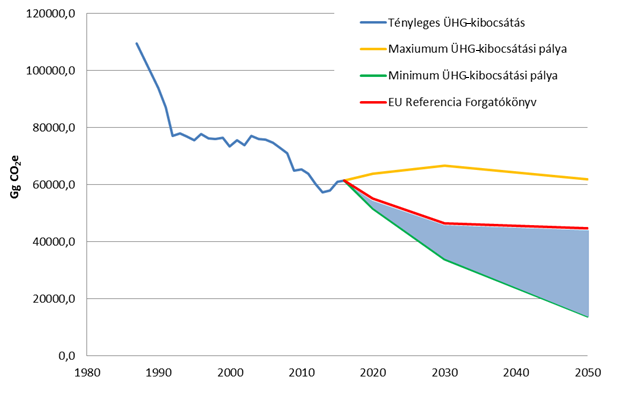 120000,0
100000,0
80000,0
60000,0
40000,0
20000,0
0,0
Gg CO₂e
1980 1990 2000 2010 2020 2030 2040 2050
Tényleges ÜHG-kibocsátás
Maxiumum ÜHG-kibocsátási pálya
Minimum ÜHG-kibocsátási pálya
EU Referencia Forgatókönyv